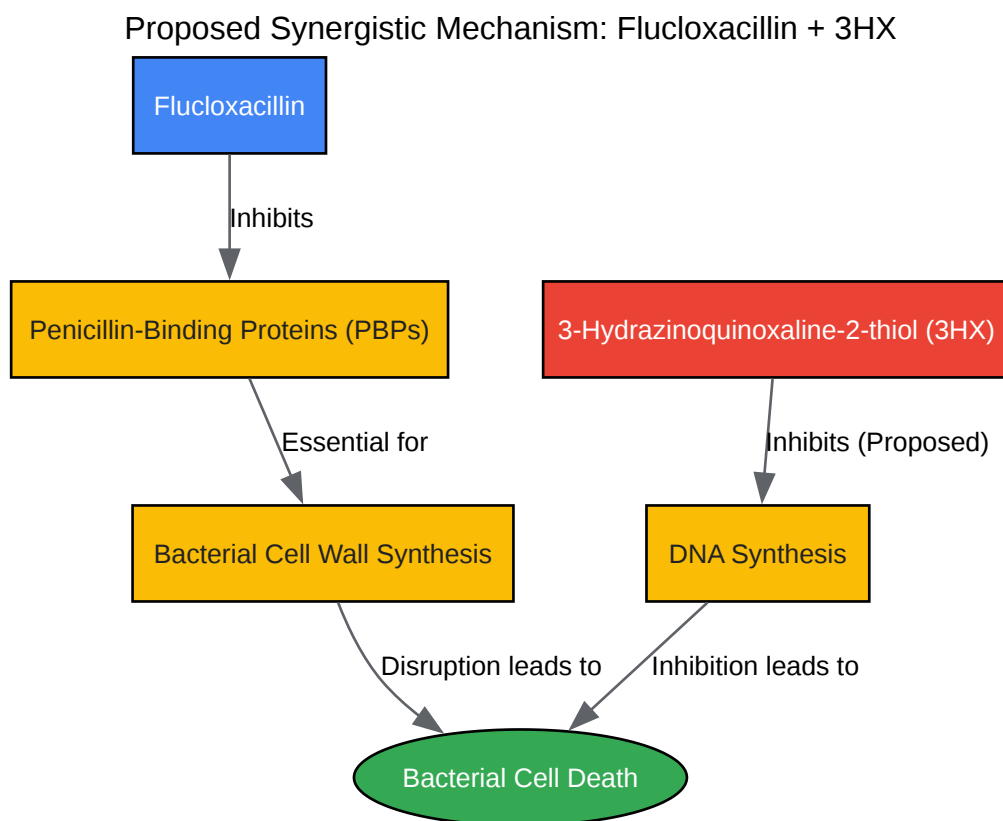 Proposed Synergistic Mechanism: Flucloxacillin + 3HX
Flucloxacillin
Inhibits
Penicillin-Binding Proteins (PBPs)
3-Hydrazinoquinoxaline-2-thiol (3HX)
Essential for
Inhibits (Proposed)
Bacterial Cell Wall Synthesis
DNA Synthesis
Disruption leads to
Inhibition leads to
Bacterial Cell Death